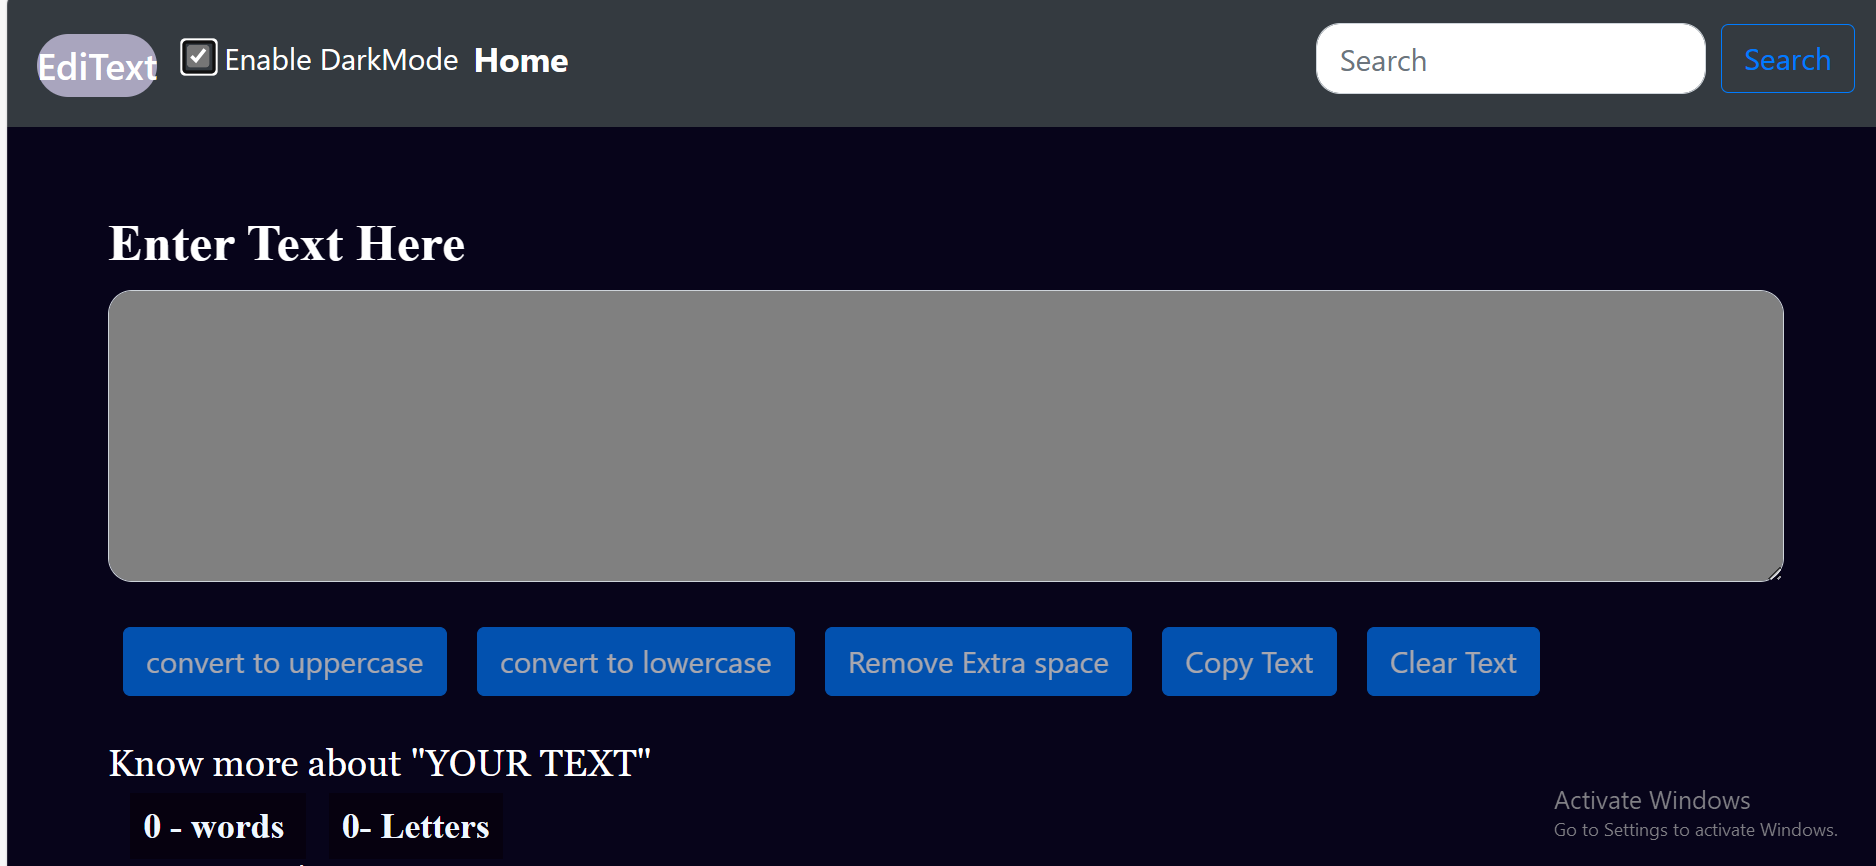 EdiText Enable DarkMode Home Search Search
Enter Text Here
convert to uppercase convert to lowercase Remove Extra space Copy Text Clear Text
Know more about "YOUR TEXT"
0 - words 0- Letters
Activate Windows
Go to Settings to activate Windows.